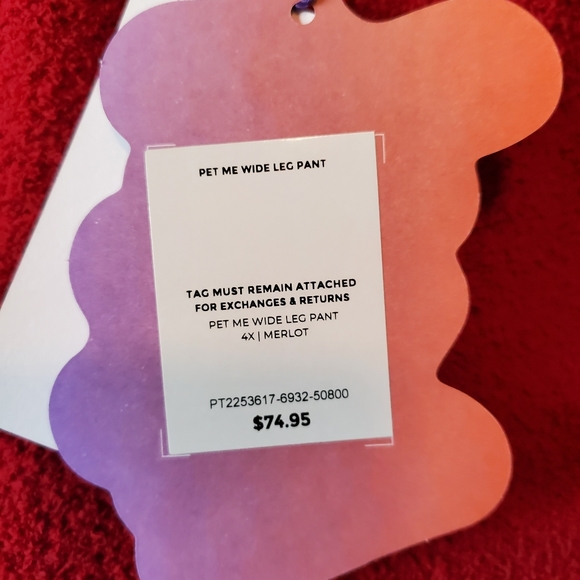 PET ME WIDE LEG PANT
TAG MUST REMAIN ATTACHED
FOR EXCHANGES & RETURNS
PET ME WIDE LEG PANT
4X | MERLOT
PT2253617-6932-50800
$74.95